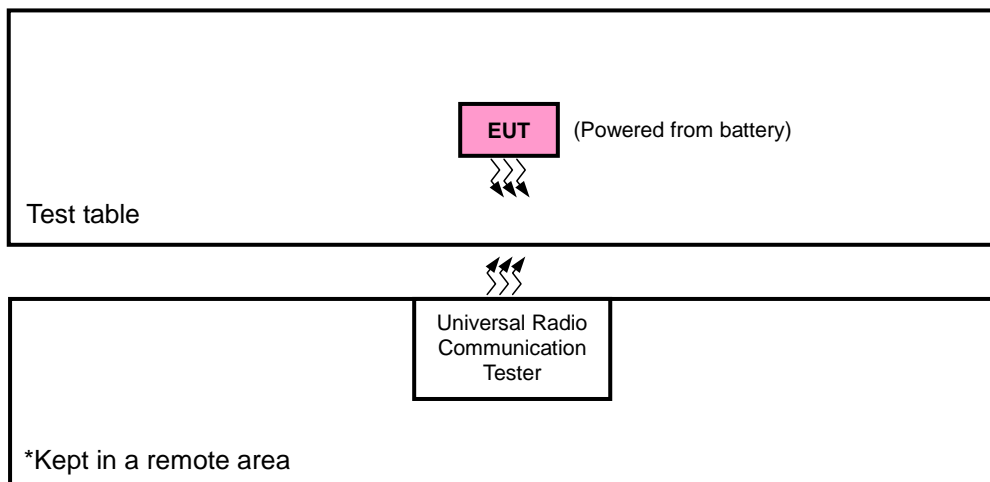 EUT
(Powered from battery)
Test table
Universal Radio
Communication
Tester
*Kept in a remote area